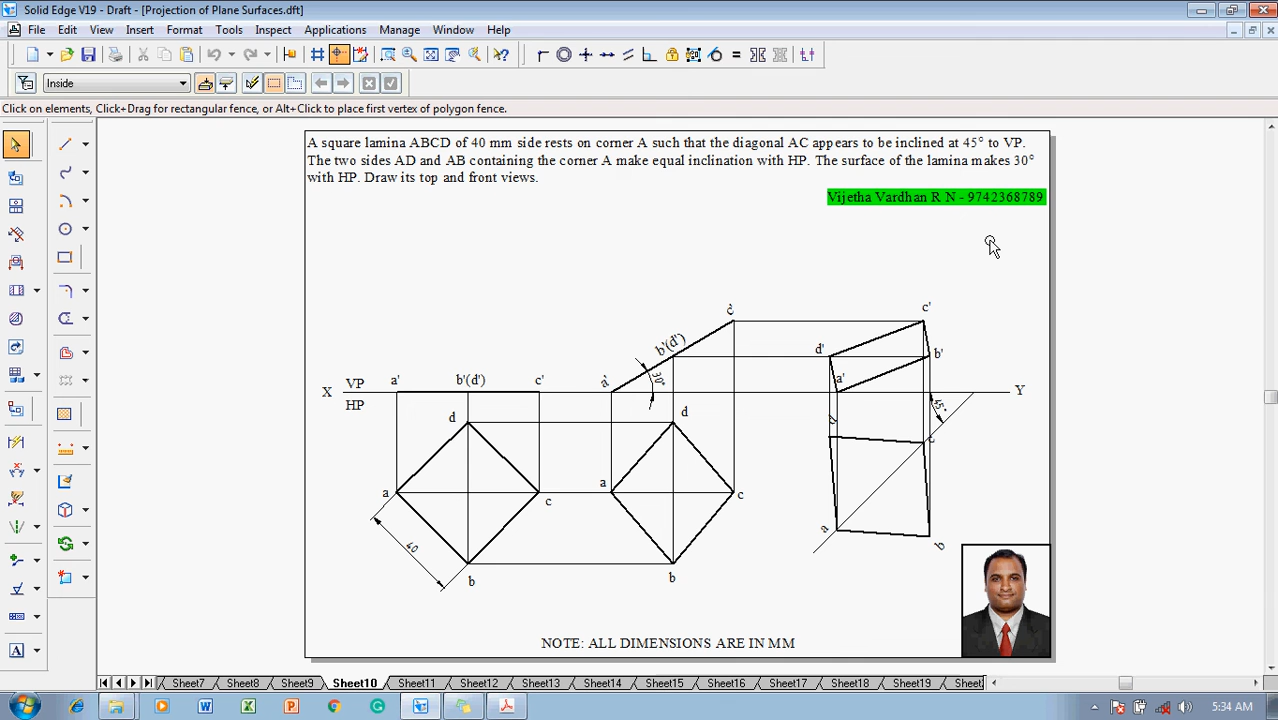 Solid Edge V19 - Draft - [Projection of Plane Surfaces.dft]
File Edit View Insert Format Tools Inspect Applications Manage Window Help
Inside
Click on elements, Click+Drag for rectangular fence, or Alt+Click to place first vertex of polygon fence.
A square lamina ABCD of 40 mm side rests on corner A such that the diagonal AC appears to be inclined at 45° to VP.
The two sides AD and AB containing the corner A make equal inclination with HP. The surface of the lamina makes 30°
with HP. Draw its top and front views.
Vijetha Vardhan R N - 9742368789
c' c'
b'(d') d' b'
X VP a' b'(d') c' a' 30° a' Y
HP 45°
d d d c
a c a c
a b
40
b b
NOTE: ALL DIMENSIONS ARE IN MM
Sheet7 Sheet8 Sheet9 Sheet10 Sheet11 Sheet12 Sheet13 Sheet14 Sheet15 Sheet16 Sheet17 Sheet18 Sheet19 Sheet
5:34 AM